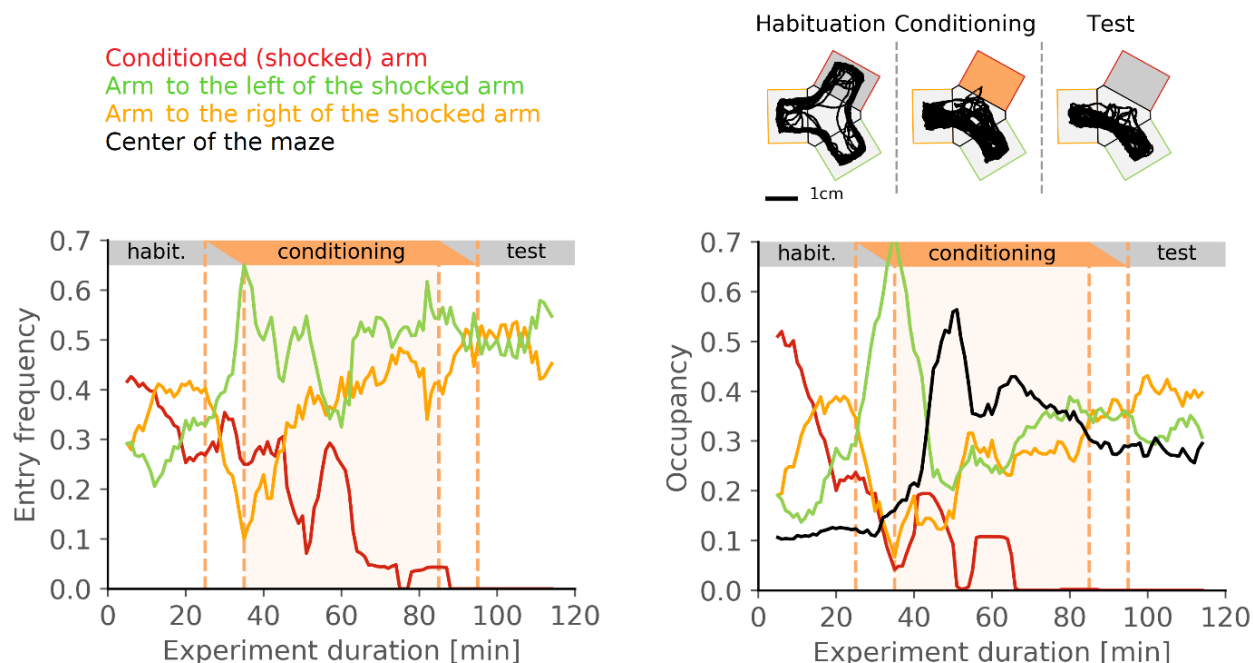 Habituation Conditioning Test
Conditioned (shocked) arm
Arm to the left of the shocked arm
Arm to the right of the shocked arm
Center of the maze
1cm
0.7
0.6
0.5
0.4
0.3
0.2
0.1
0.0
Entry frequency
habit. conditioning test
0 20 40 60 80 100 120
Experiment duration [min]
0.7
0.6
0.5
0.4
0.3
0.2
0.1
0.0
Occupancy
habit. conditioning test
0 20 40 60 80 100 120
Experiment duration [min]